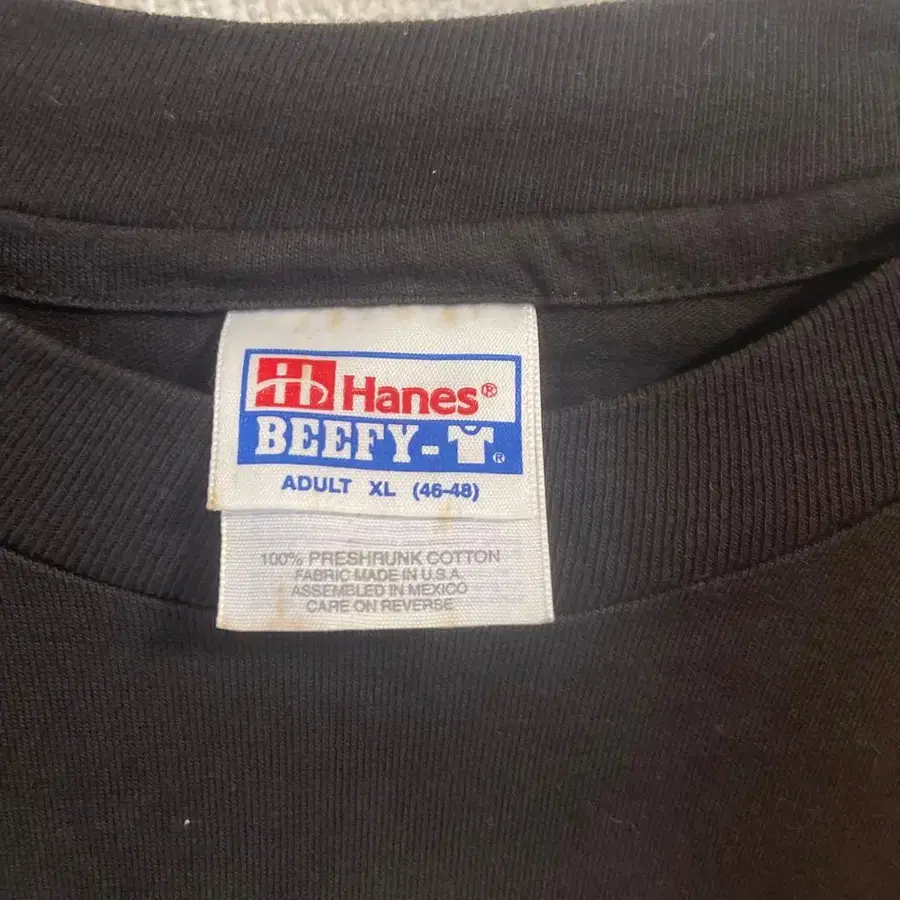 Hanes®
BEEFY-T®
ADULT XL (46-48)
100% PRESHRUNK COTTON
FABRIC MADE IN U.S.A.
ASSEMBLED IN MEXICO
CARE ON REVERSE